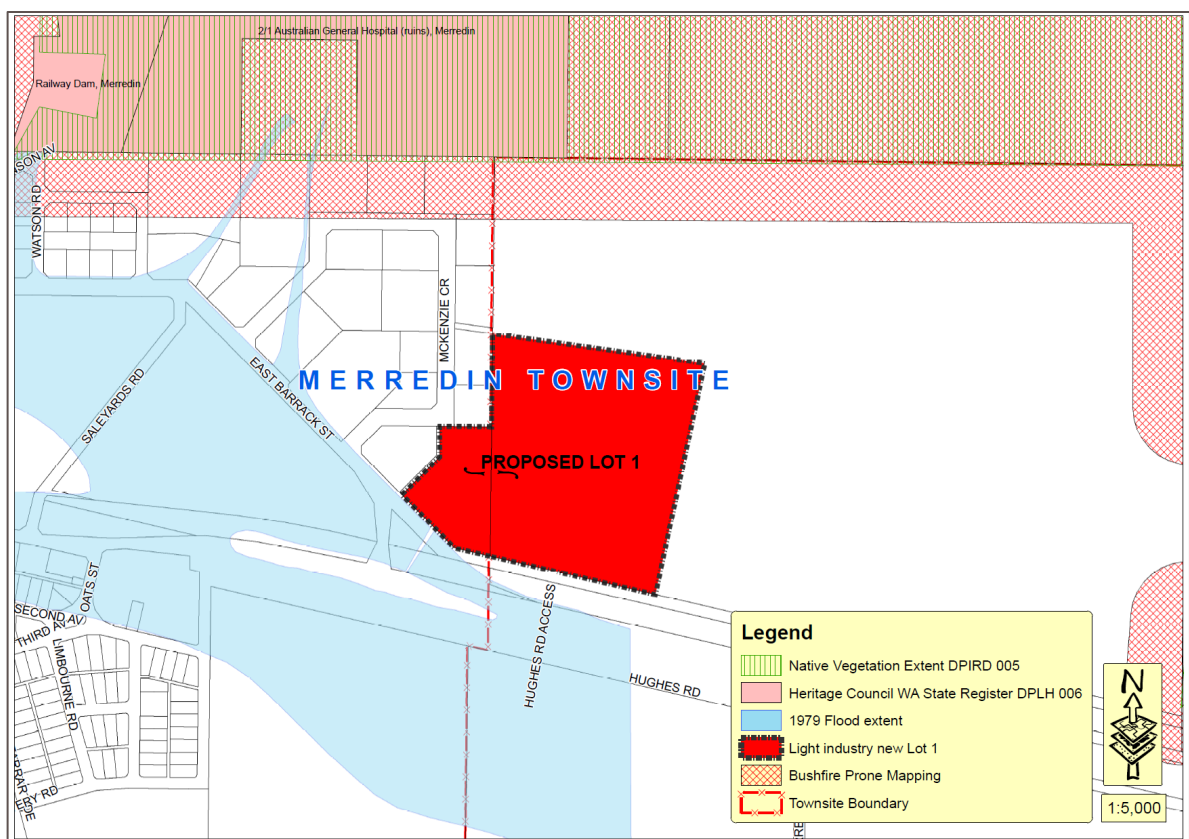 2/1 Australian General Hospital (ruins), Merredin
Railway Dam, Merredin
SON AV
WATSON RD
MCKENZIE CR
EAST BARRACK ST
SALEYARDS RD
MERREDIN TOWNSITE
PROPOSED LOT 1
OATS ST
SECOND AV
THIRD AV
LIMBOURNE RD
HUGHES RD ACCESS
HUGHES RD
ERY RD
Legend
Native Vegetation Extent DPIRD 005
Heritage Council WA State Register DPLH 006
1979 Flood extent
Light industry new Lot 1
Bushfire Prone Mapping
Townsite Boundary
N
1:5,000